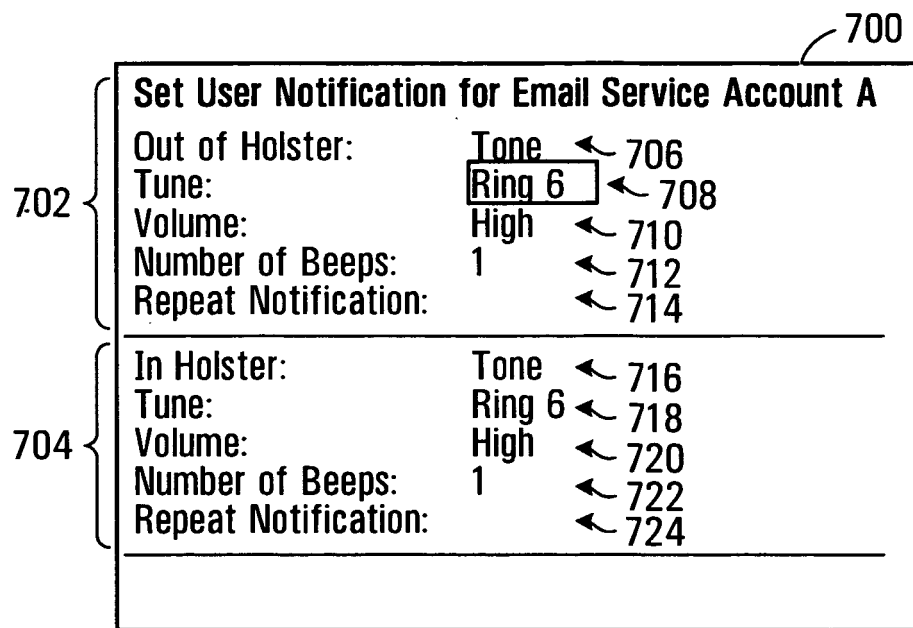 700
Set User Notification for Email Service Account A
702
Out of Holster: Tone 706
Tune: Ring 6 708
Volume: High 710
Number of Beeps: 1 712
Repeat Notification: 714
704
In Holster: Tone 716
Tune: Ring 6 718
Volume: High 720
Number of Beeps: 1 722
Repeat Notification: 724